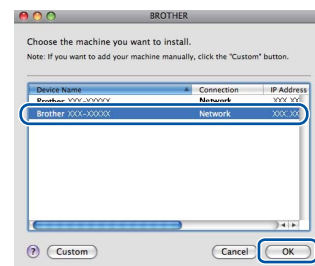 BROTHER
Choose the machine you want to install.
Note: If you want to add your machine manually, click the "Custom" button.
Device Name Connection IP Address
Brother XXX-XXXXX Network XXX.XX
Brother XXX-XXXXX Network XXX.XX
? Custom Cancel OK